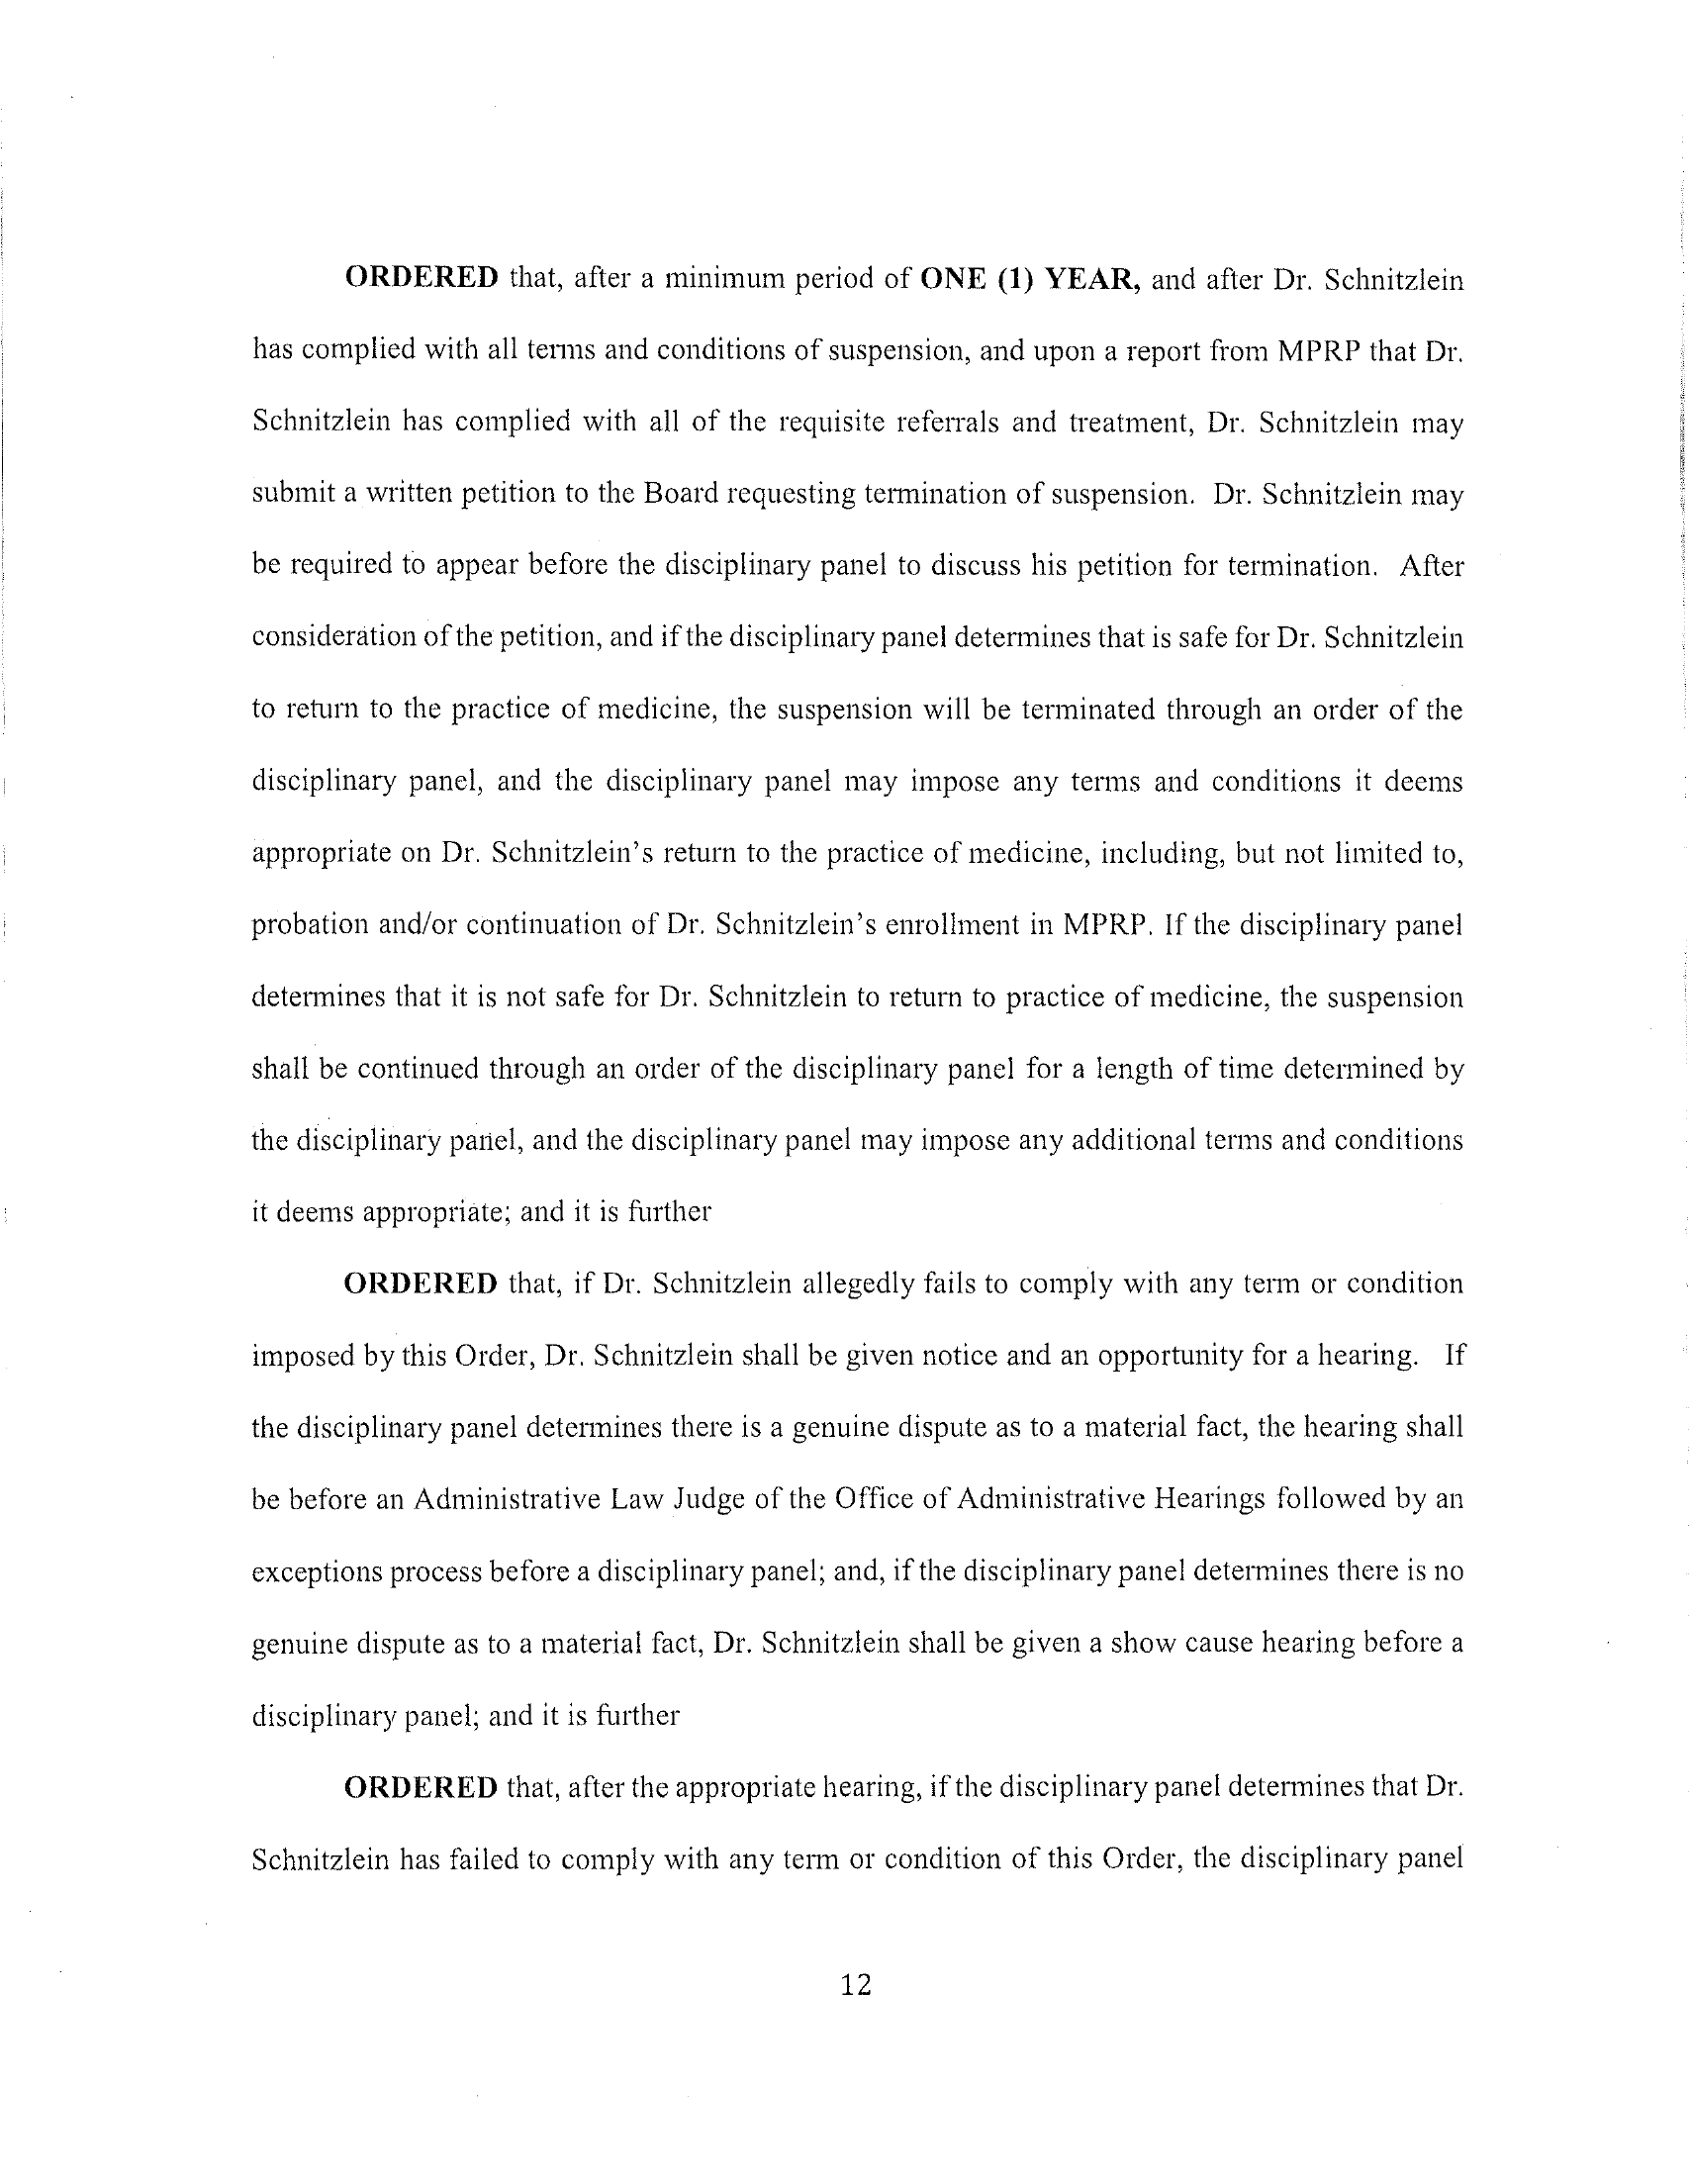 ORDERED that, after a minimum period of ONE (1) YEAR, and after Dr. Schnitzlein
has complied with all terms and conditions of suspension, and upon a report from MPRP that Dr.
Schnitzlein has complied with all of the requisite referrals and treatment, Dr. Schnitzlein may
submit a written petition to the Board requesting termination of suspension. Dr. Schnitzlein may
be required to appear before the disciplinary panel to discuss his petition for termination. After
consideration of the petition, and if the disciplinary panel determines that is safe for Dr. Schnitzlein
to return to the practice of medicine, the suspension will be terminated through an order of the
disciplinary panel, and the disciplinary panel may impose any terms and conditions it deems
appropriate on Dr. Schnitzlein's return to the practice of medicine, including, but not limited to,
probation and/or continuation of Dr. Schnitzlein's enrollment in MPRP. If the disciplinary panel
determines that it is not safe for Dr. Schnitzlein to return to practice of medicine, the suspension
shall be continued through an order of the disciplinary panel for a length of time determined by
the disciplinary panel, and the disciplinary panel may impose any additional terms and conditions
it deems appropriate; and it is further
ORDERED that, if Dr. Schnitzlein allegedly fails to comply with any term or condition
imposed by this Order, Dr. Schnitzlein shall be given notice and an opportunity for a hearing. If
the disciplinary panel determines there is a genuine dispute as to a material fact, the hearing shall
be before an Administrative Law Judge of the Office of Administrative Hearings followed by an
exceptions process before a disciplinary panel; and, if the disciplinary panel determines there is no
genuine dispute as to a material fact, Dr. Schnitzlein shall be given a show cause hearing before a
disciplinary panel; and it is further
ORDERED that, after the appropriate hearing, if the disciplinary panel determines that Dr.
Schnitzlein has failed to comply with any term or condition of this Order, the disciplinary panel
12